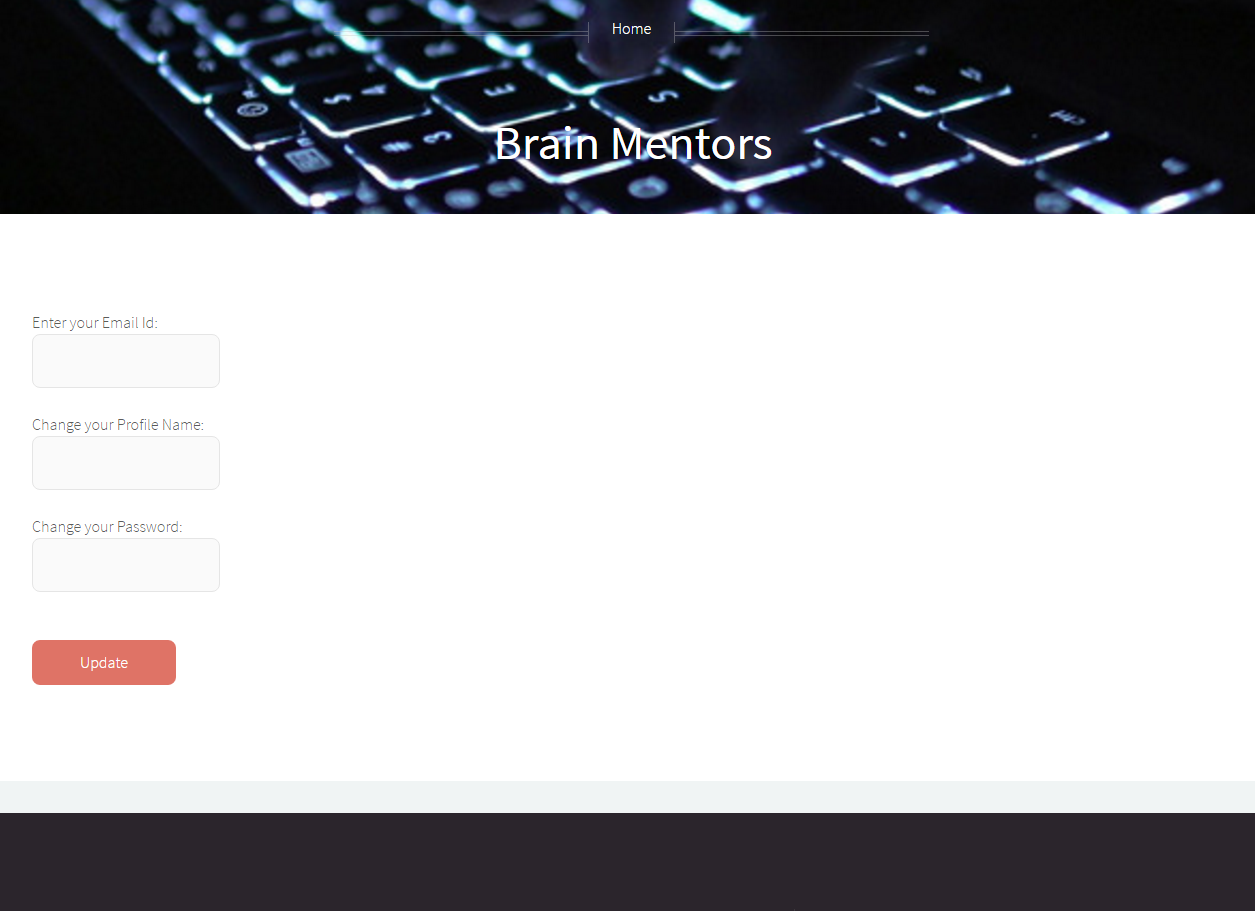 Home
Brain Mentors
Enter your Email Id:
Change your Profile Name:
Change your Password:
Update